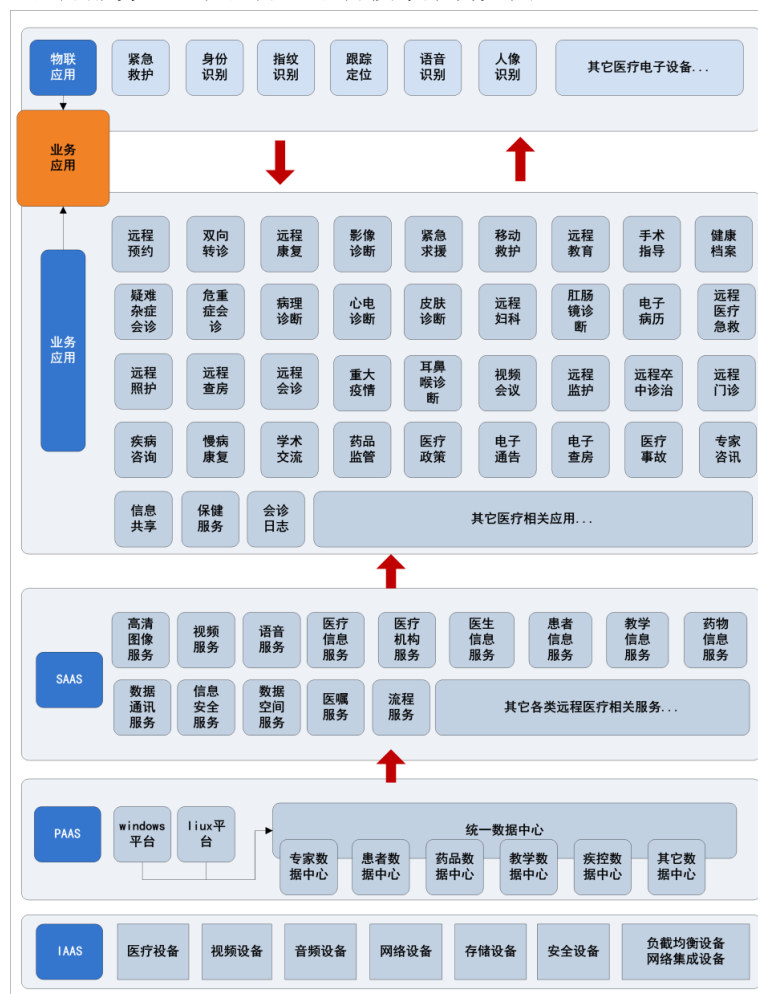 物联
应用
紧急
救护
身份
识别
指纹
识别
跟踪
定位
语音
识别
人像
识别
其它医疗电子设备...
业务
应用
业务
应用
远程
预约
双向
转诊
远程
康复
影像
诊断
紧急
求援
移动
救护
远程
教育
手术
指导
健康
档案
疑难
杂症
会诊
危重
症会
诊
病理
诊断
心电
诊断
皮肤
诊断
远程
妇科
肛肠
镜诊
断
电子
病历
远程
医疗
急救
远程
照护
远程
查房
远程
会诊
重大
疫情
耳鼻
喉诊
断
视频
会议
远程
监护
远程卒
中诊治
远程
门诊
疾病
咨询
慢病
康复
学术
交流
药品
监管
医疗
政策
电子
通告
电子
查房
医疗
事故
专家
咨讯
信息
共享
保健
服务
会诊
日志
其它医疗相关应用...
SAAS
高清
图像
服务
视频
服务
语音
服务
医疗
信息
服务
医疗
机构
服务
医生
信息
服务
患者
信息
服务
教学
信息
服务
药物
信息
服务
数据
通讯
服务
信息
安全
服务
数据
空间
服务
医嘱
服务
流程
服务
其它各类远程医疗相关服务...
PAAS
windows
平台
liux平
台
统一数据中心
专家数
据中心
患者数
据中心
药品数
据中心
教学数
据中心
疾控数
据中心
其它数
据中心
IAAS
医疗投备
视频设备
音频设备
网络设备
存储设备
安全设备
负截均衡设备
网络集成设备